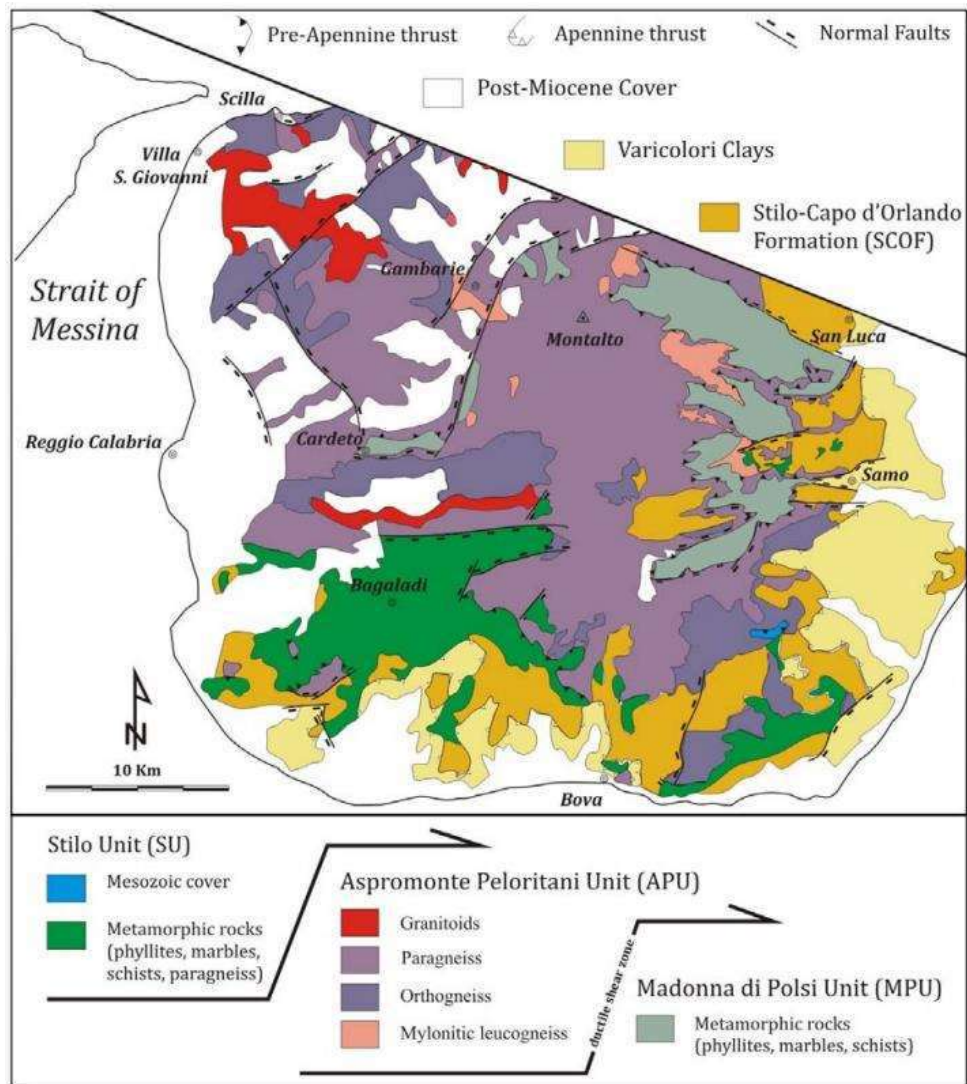 Pre-Apennine thrust
Apennine thrust
Normal Faults
Post-Miocene Cover
Scilla
Villa
S. Giovanni
Varicolori Clays
Stilo-Capo d'Orlando
Formation (SCOF)
Strait of
Messina
Gambarie
Montalto
San Luca
Reggio Calabria
Cardeto
Samo
Bagaladi
N
10 Km
Bova
Stilo Unit (SU)
Mesozoic cover
Metamorphic rocks
(phyllites, marbles,
schists, paragneiss)
Aspromonte Peloritani Unit (APU)
Granitoids
Paragneiss
Orthogneiss
Mylonitic leucogneiss
ductile shear zone
Madonna di Polsi Unit (MPU)
Metamorphic rocks
(phyllites, marbles, schists)